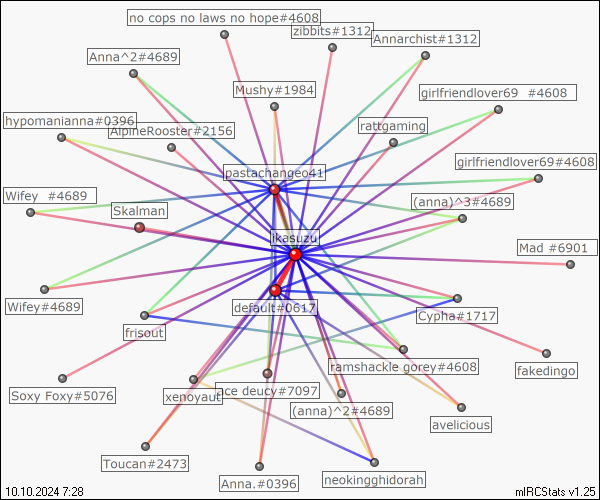 no cops no laws no hope#4608
zibbits#1312
Annarchist#1312
Anna^2#4689
Mushy#1984
girlfriendlover69 #4608
hypomanianna#0396
AlpineRooster#2156
rattgaming
pastachangeo41
girlfriendlover69#4608
Wifey #4689
Skalman
(anna)^3#4689
ikasuzu
Mad #6901
Wifey#4689
default#0617
Cypha#1717
frisout
ramshackle gorey#4608
fakedingo
Soxy Foxy#5076
xenoyaut
ace deucy#7097
(anna)^2#4689
avelicious
Toucan#2473
Anna.#0396
neokingghidorah
10.10.2024 7:28
mIRCStats v1.25